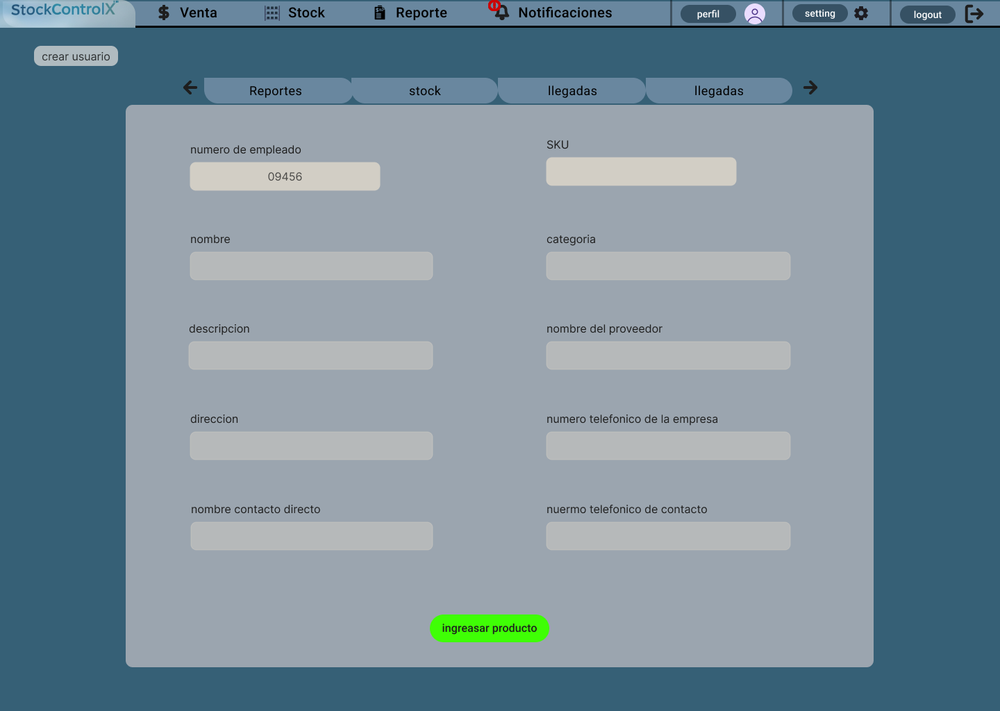 StockControlX
Venta
Stock
Reporte
0
Notificaciones
perfil
setting
logout
crear usuario
Reportes
stock
llegadas
llegadas
numero de empleado
SKU
09456
nombre
categoria
descripcion
nombre del proveedor
direccion
numero telefonico de la empresa
nombre contacto directo
nuermo telefonico de contacto
ingreasar producto